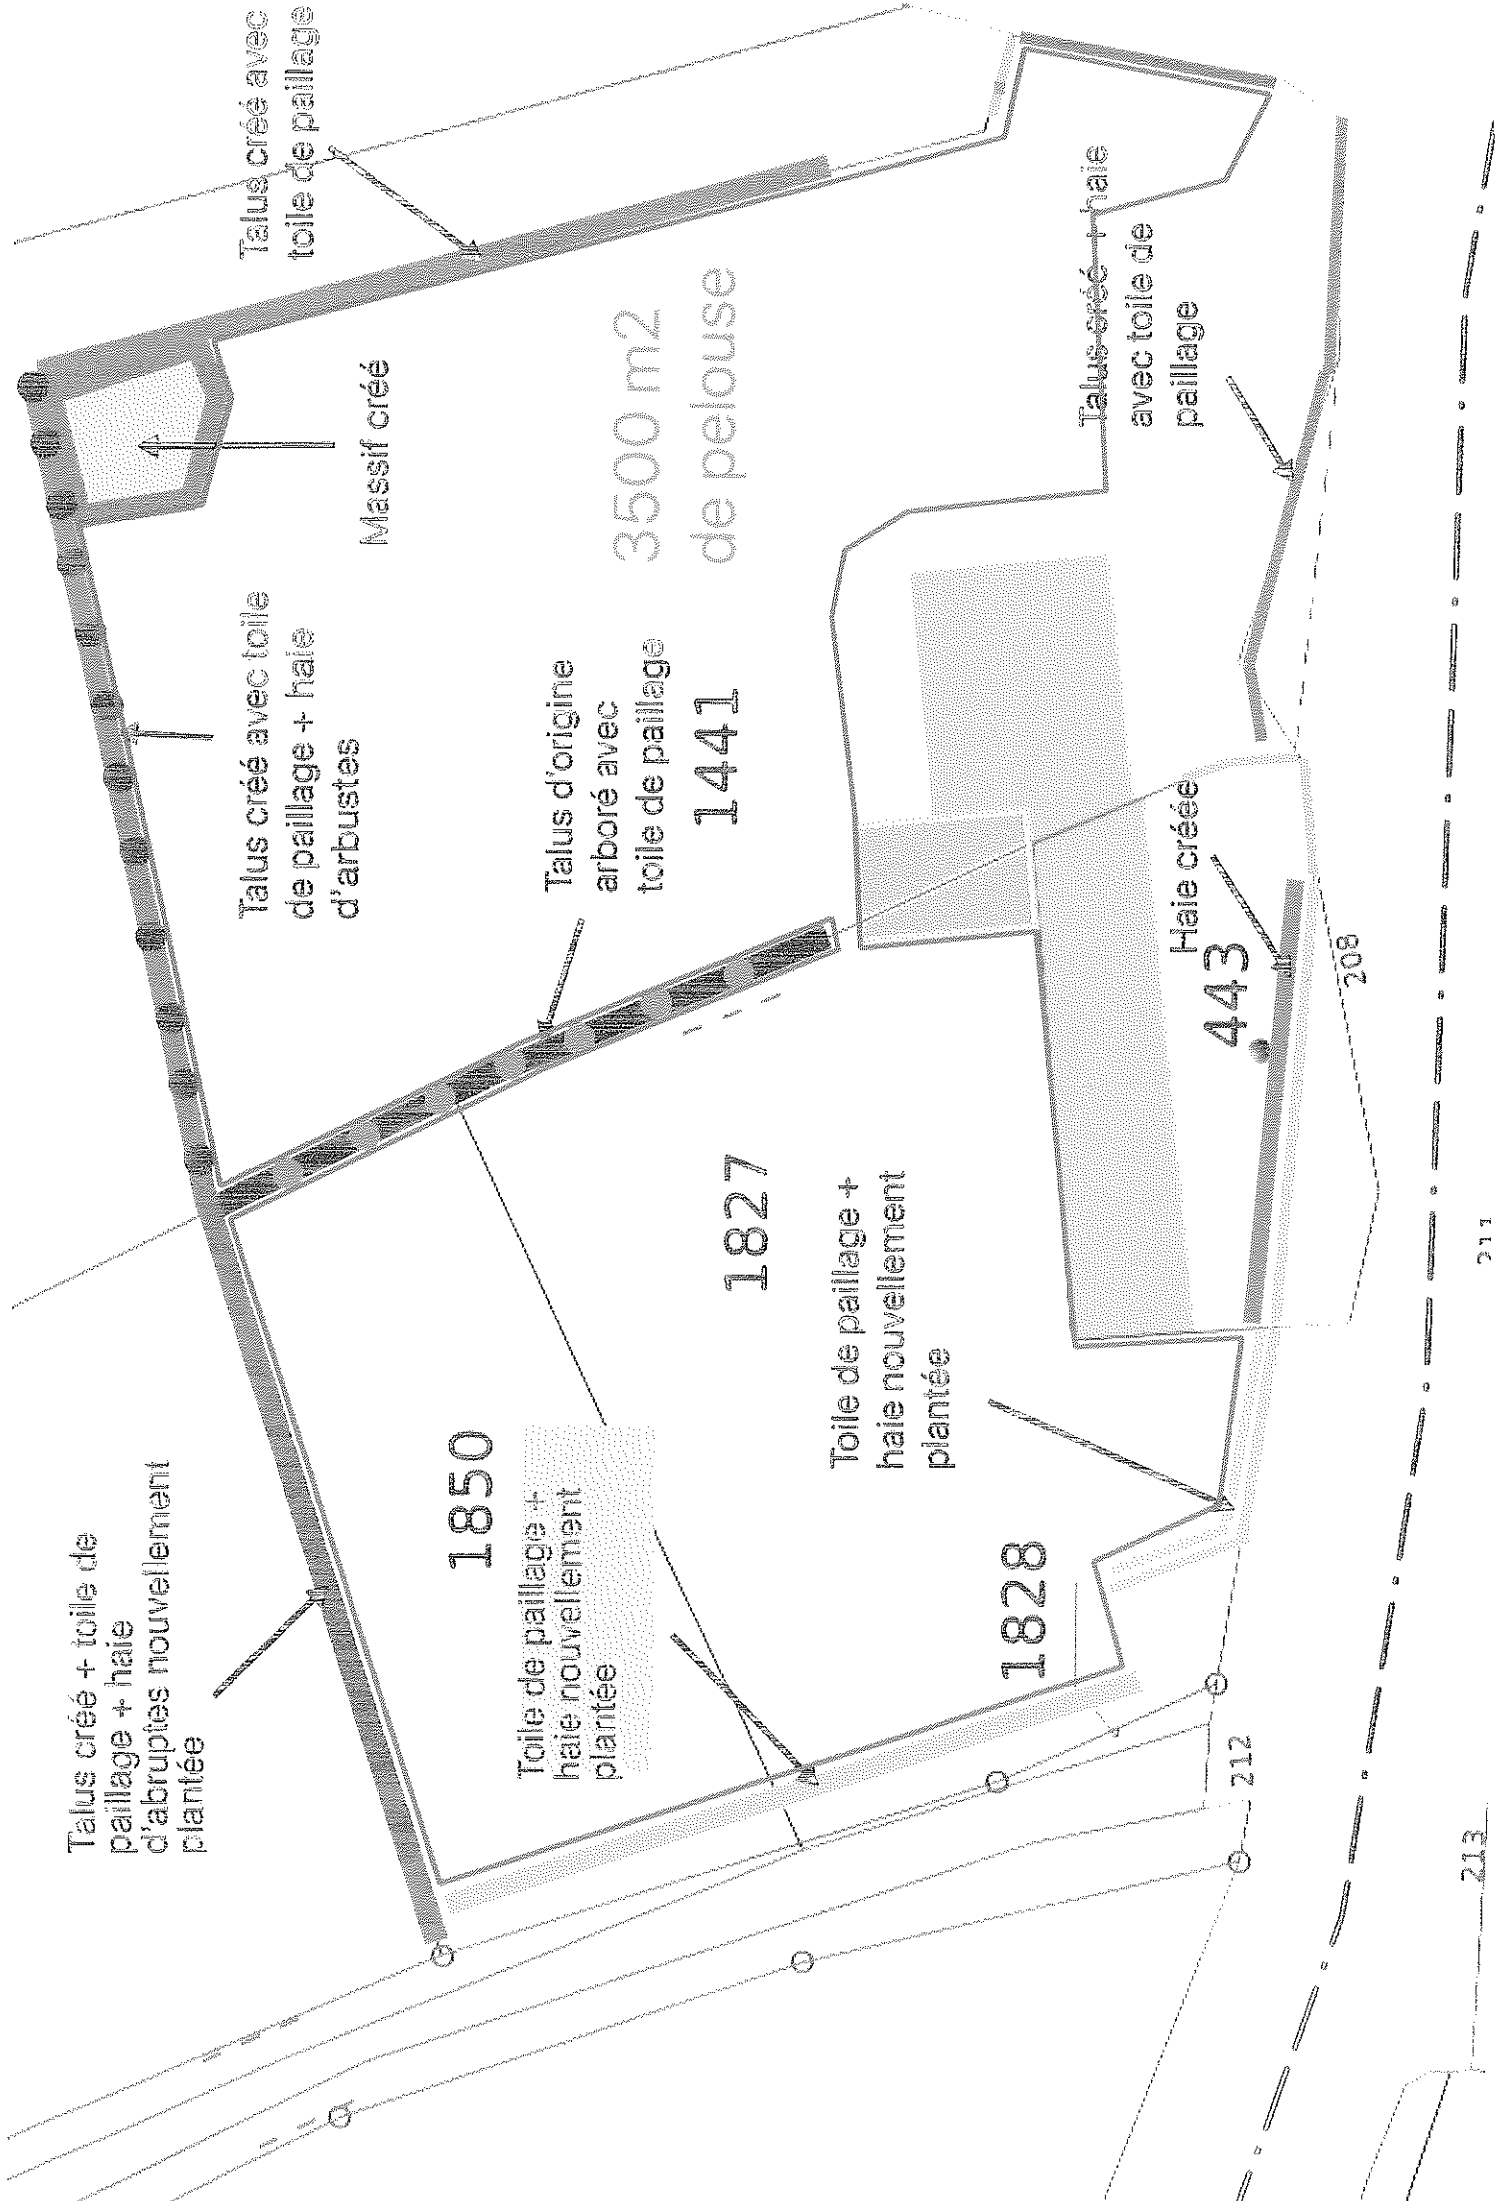 Talus créé + toile de
paillage + haie
d'abruptes nouvellement
plantée
Talus créé avec toile
de paillage + haie
d'arbustes
Massif créé
Talus créé avec
toile de paillage
1850
Toile de paillage +
haie nouvellement
plantée
Talus d'origine
arboré avec
toile de paillage
1441
3500 m2
de pelouse
1827
Toile de paillage +
haie nouvellement
plantée
1828
Haie créée
443
Talus créé + haie
avec toile de
paillage
208
212
213
211